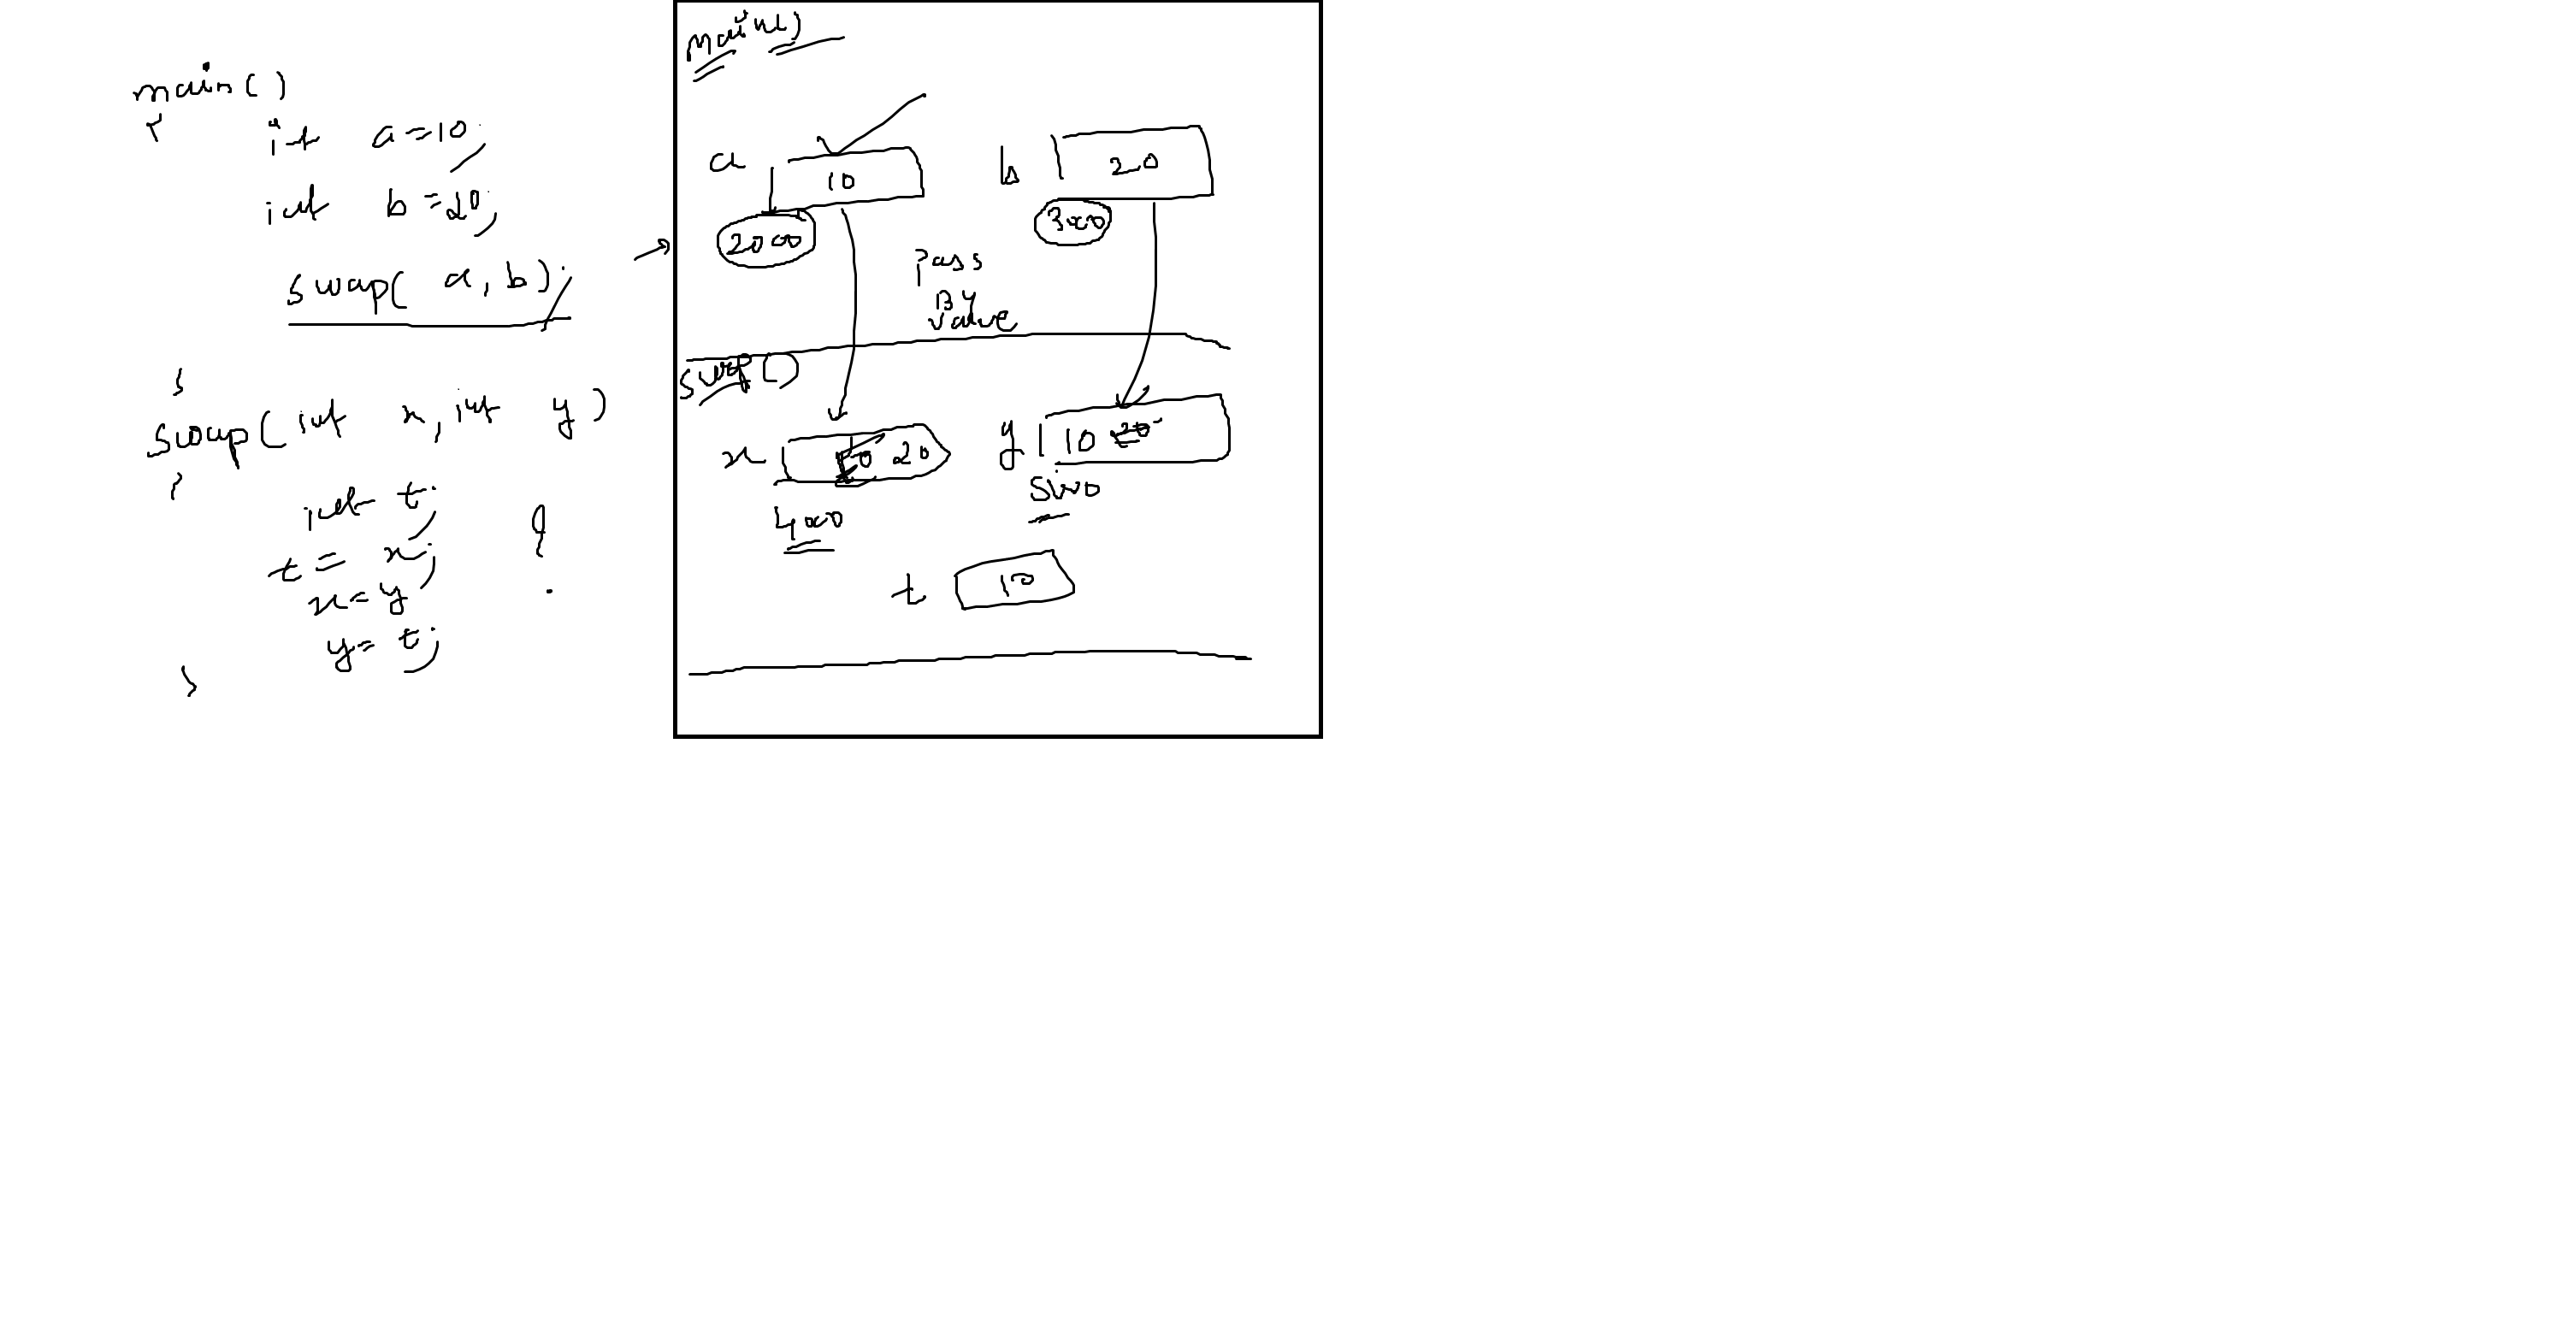 main()
{
int a=10;
int b=20;
swap( a, b);
}
swap(int x, int y)
{
int t;
t= x;
x=y
y= t;
}
main()
a 10
2000
b 20
3000
Pass
By
Value
swap()
x 10 20
4000
y 10 20
5000
t 10